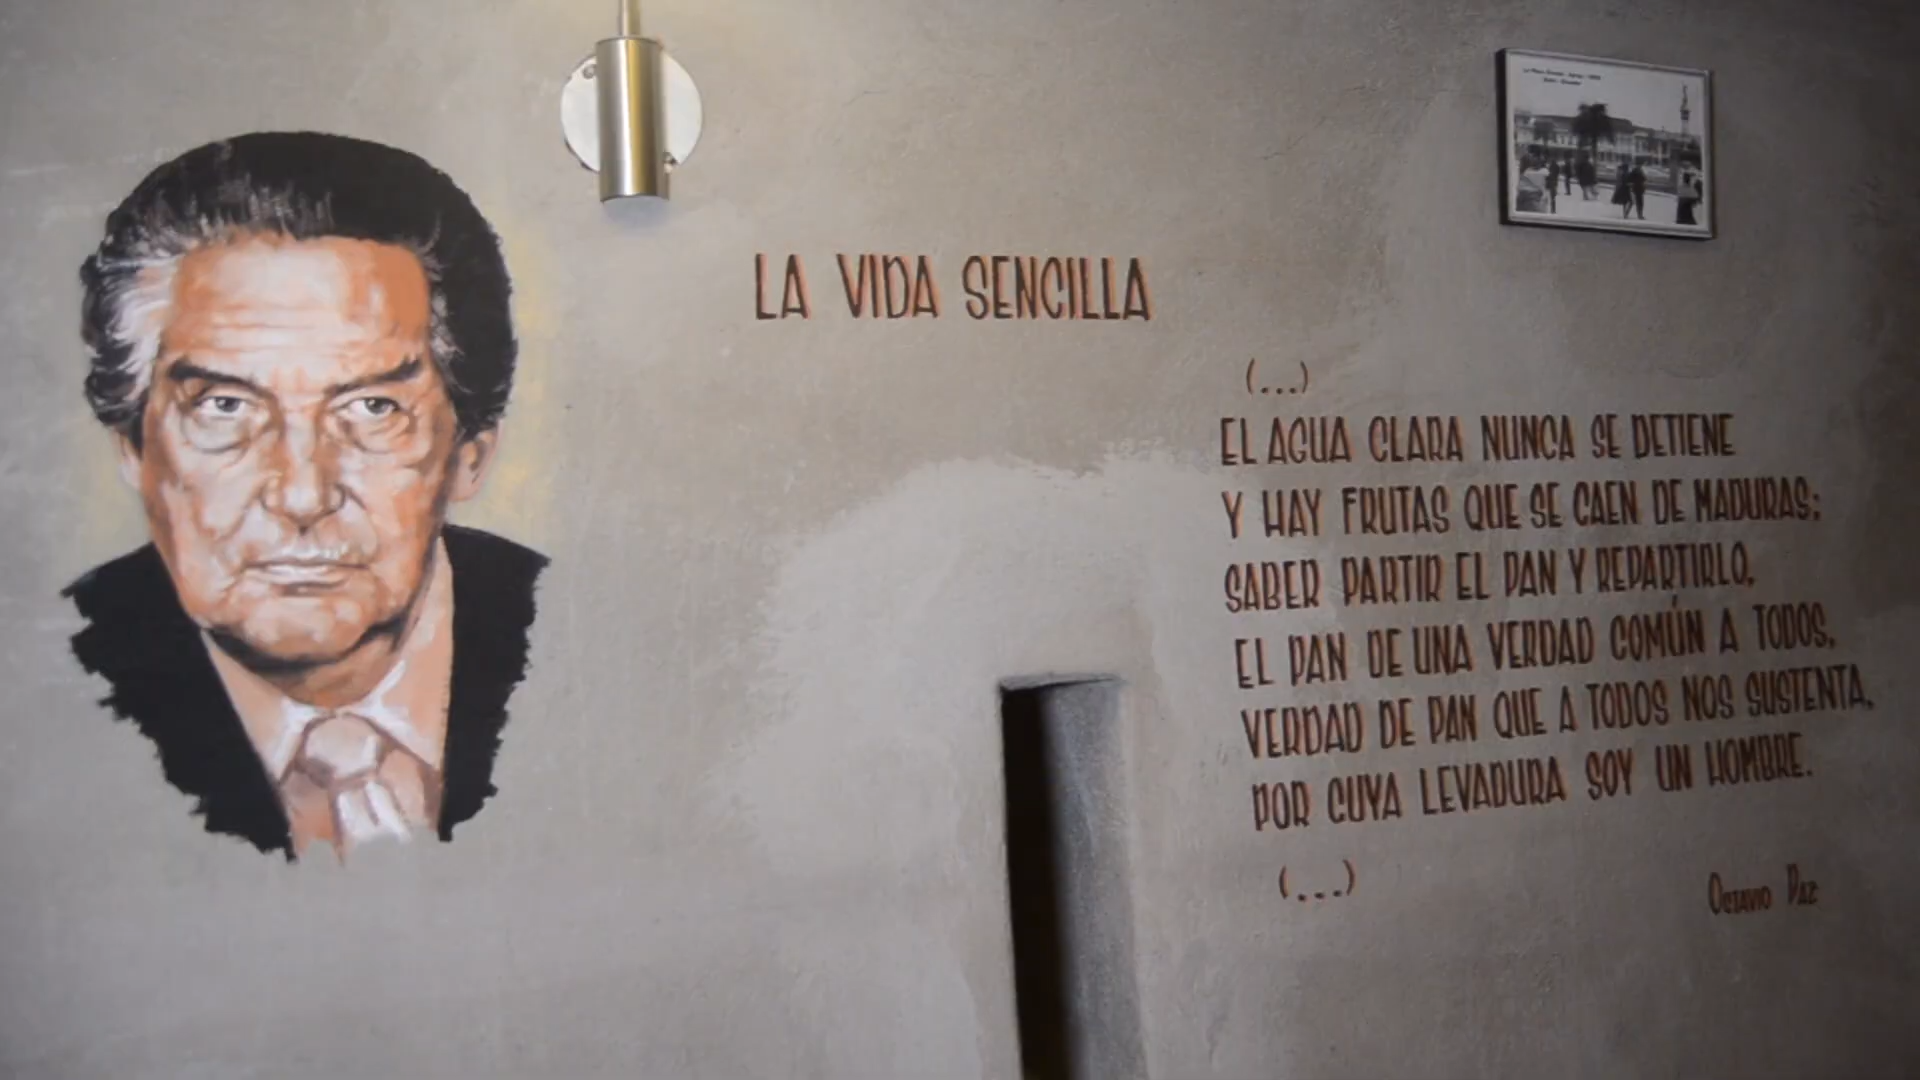 LA VIDA SENCILLA
(...)
EL AGUA CLARA NUNCA SE DETIENE
Y HAY FRUTAS QUE SE CAEN DE MADURAS;
SABER PARTIR EL PAN Y REPARTIRLO,
EL PAN DE UNA VERDAD COMÚN A TODOS,
VERDAD DE PAN QUE A TODOS NOS SUSTENTA,
POR CUYA LEVADURA SOY UN HOMBRE.
(...)
OCTAVIO PAZ